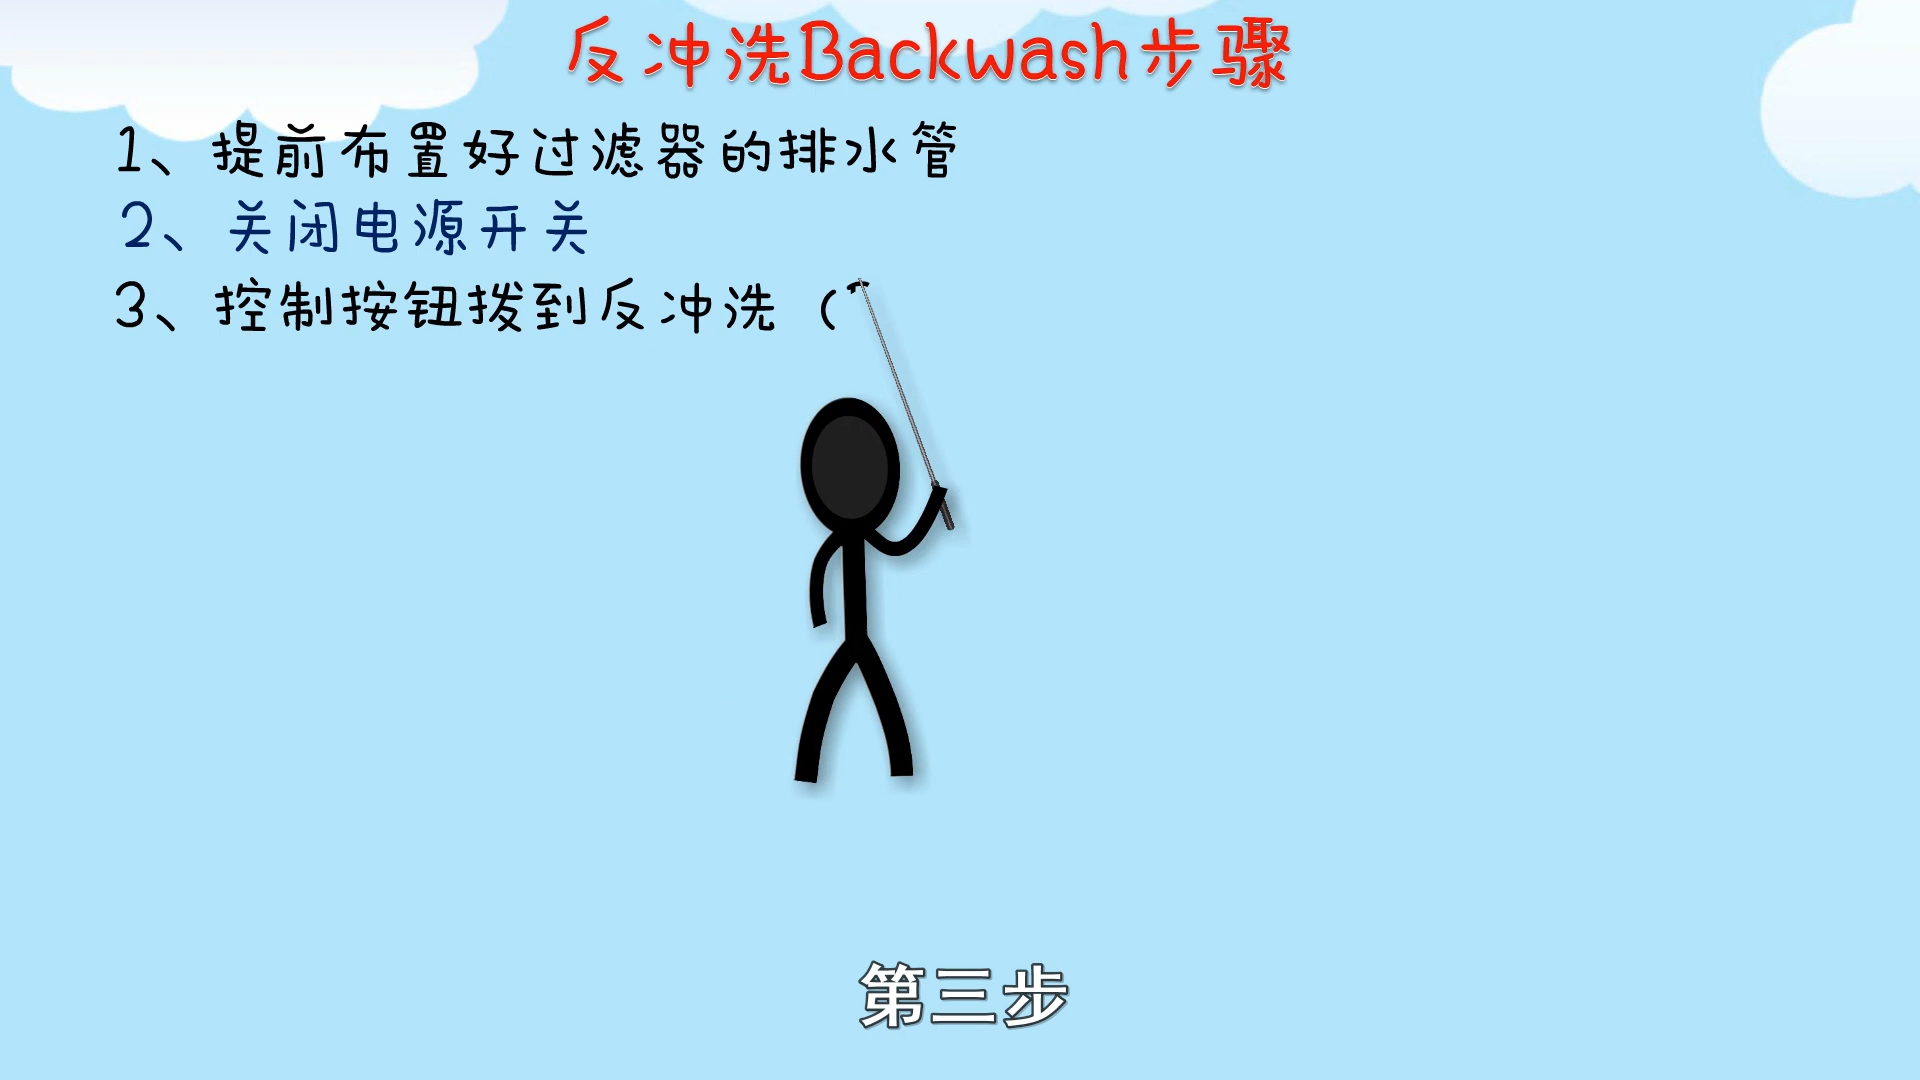 反冲洗Backwash步骤
1、提前布置好过滤器的排水管
2、关闭电源开关
3、控制按钮拨到反冲洗（
第三步